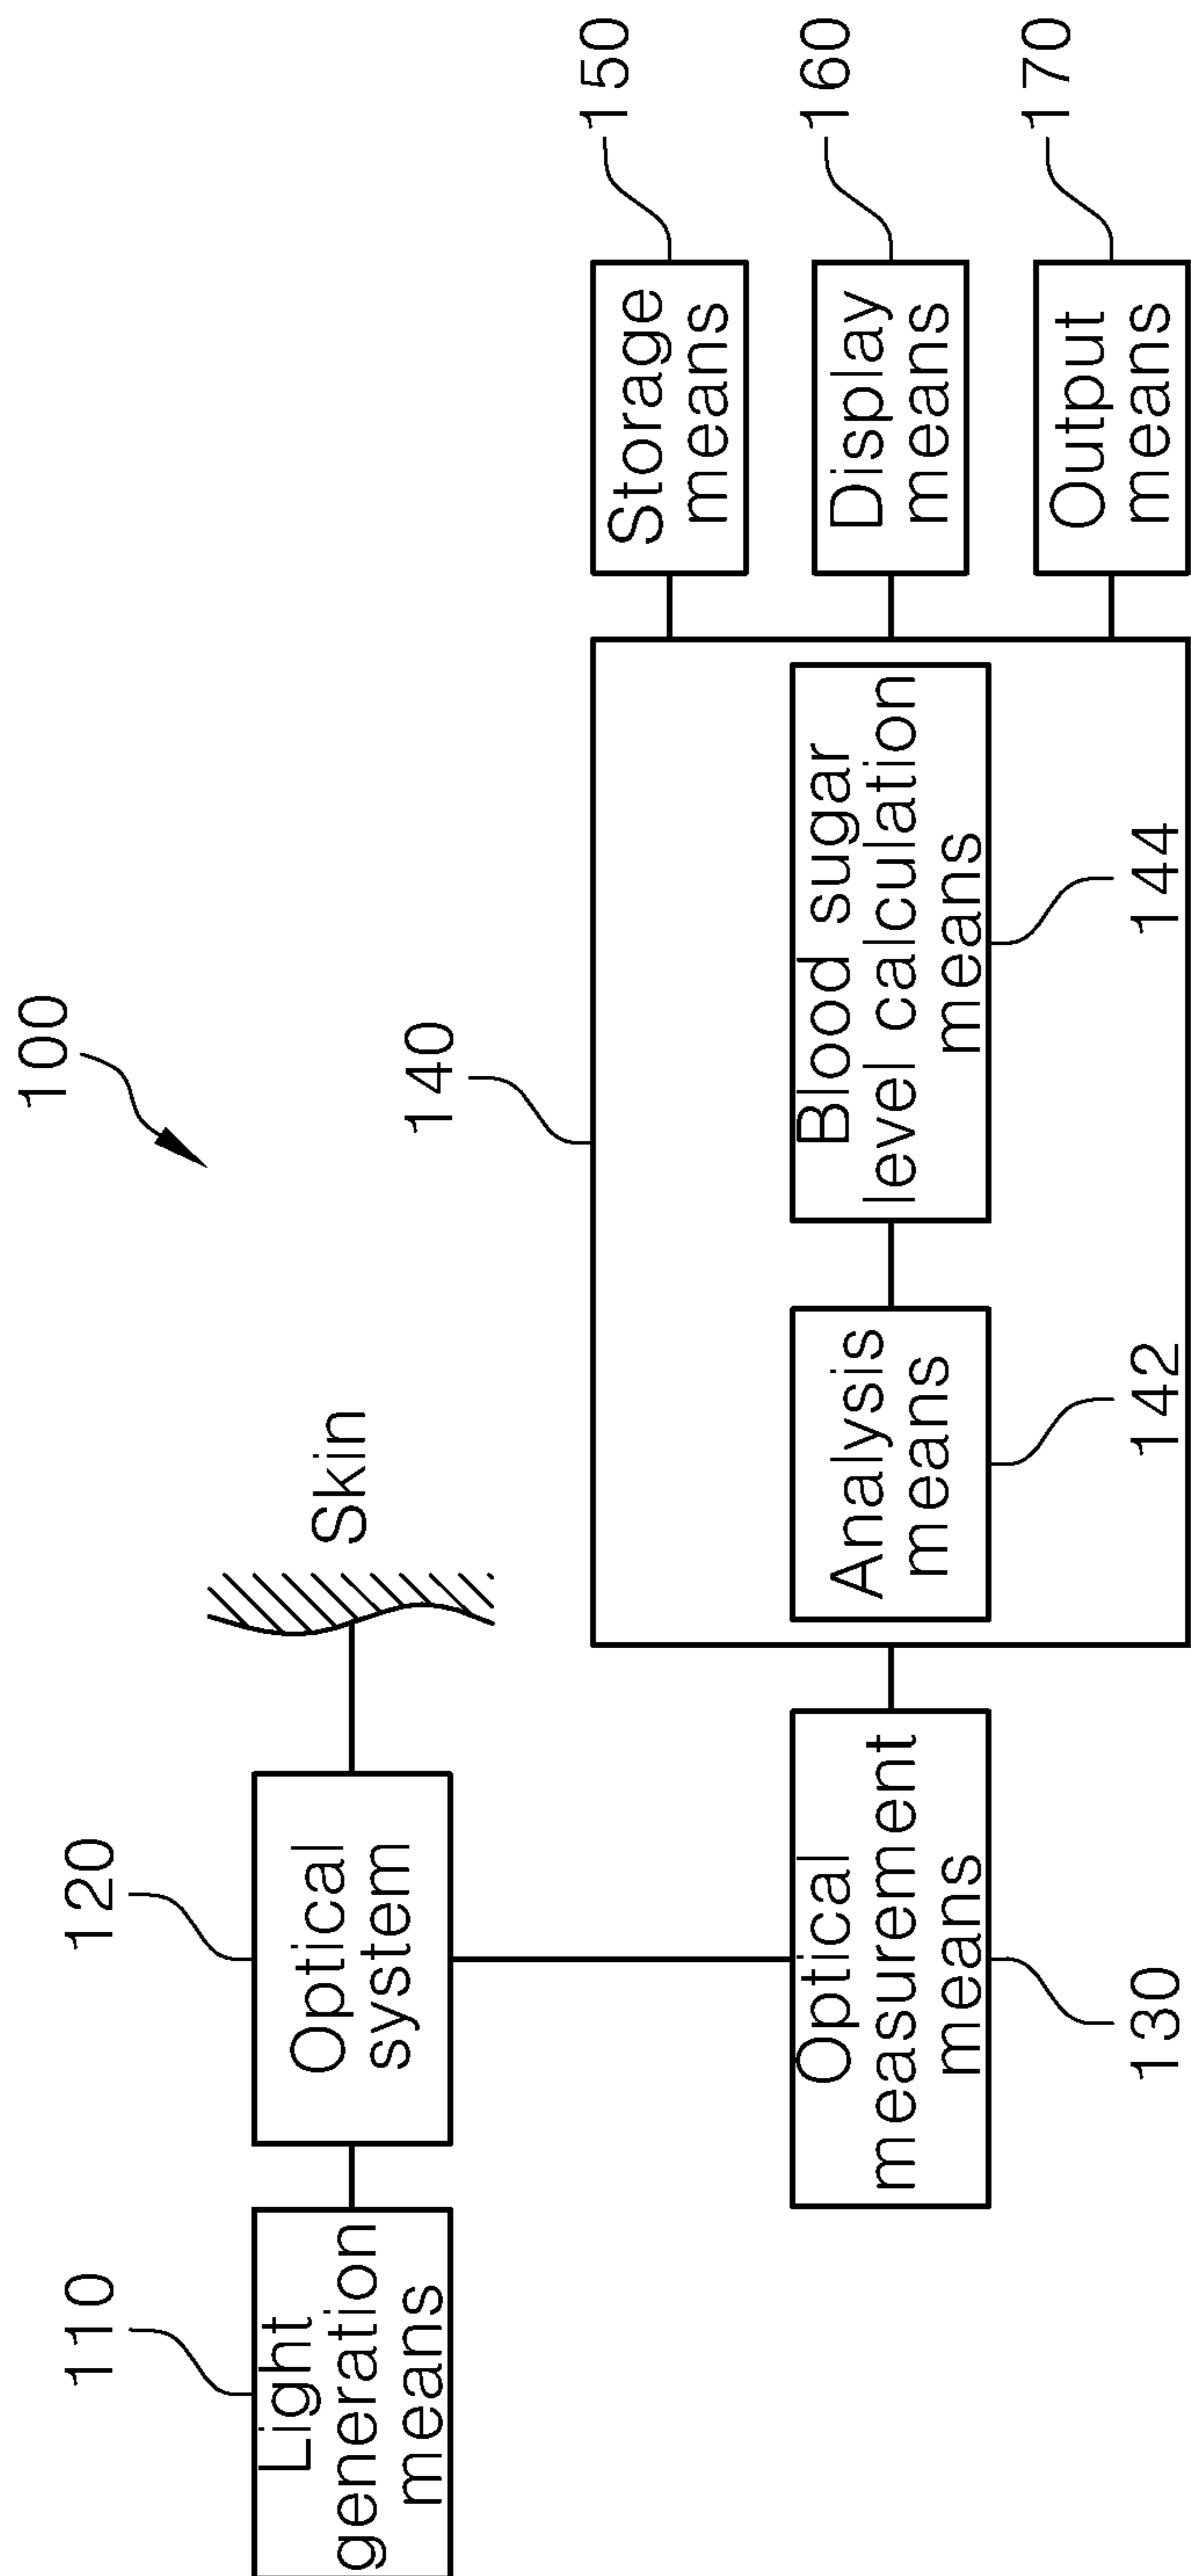 100
110
Light
generation
means
120
Optical
system
Skin
130
Optical
measurement
means
140
142
Analysis
means
144
Blood sugar
level calculation
means
150
Storage
means
160
Display
means
170
Output
means